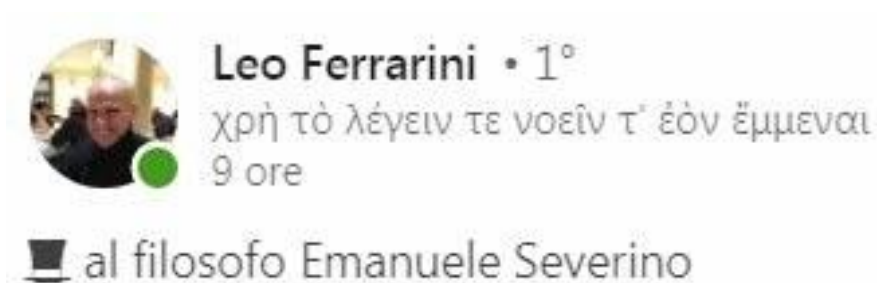 Leo Ferrarini • 1°
χρὴ τὸ λέγειν τε νοεῖν τ' ἐὸν ἔμμεναι
9 ore
🎩 al filosofo Emanuele Severino